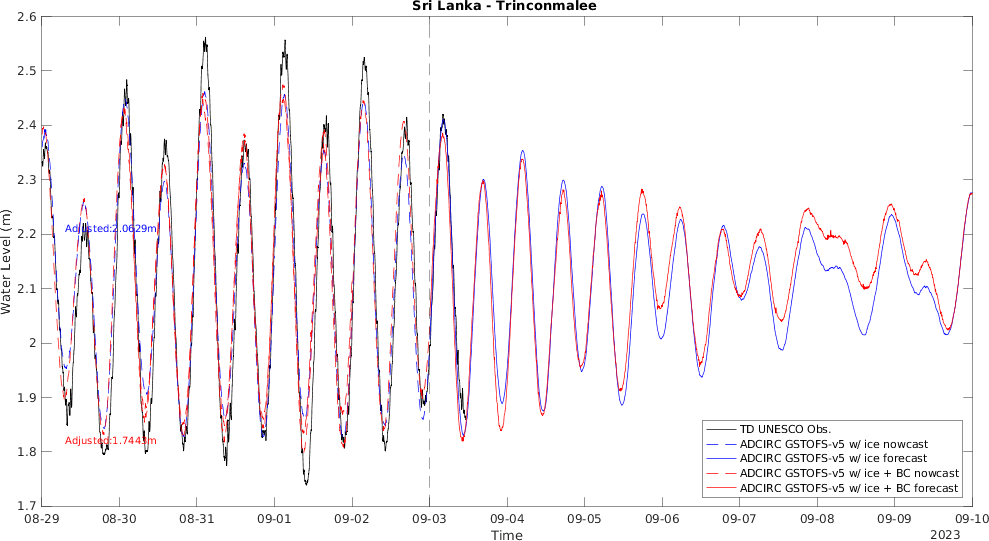 Sri Lanka - Trinconmalee
2.6
2.5
2.4
2.3
2.2
2.1
2
1.9
1.8
1.7
Water Level (m)
Adjusted:2.0629m
Adjusted:1.7443m
TD UNESCO Obs.
ADCIRC GSTOFS-v5 w/ ice nowcast
ADCIRC GSTOFS-v5 w/ ice forecast
ADCIRC GSTOFS-v5 w/ ice + BC nowcast
ADCIRC GSTOFS-v5 w/ ice + BC forecast
08-29 08-30 08-31 09-01 09-02 09-03 09-04 09-05 09-06 09-07 09-08 09-09 09-10
Time
2023